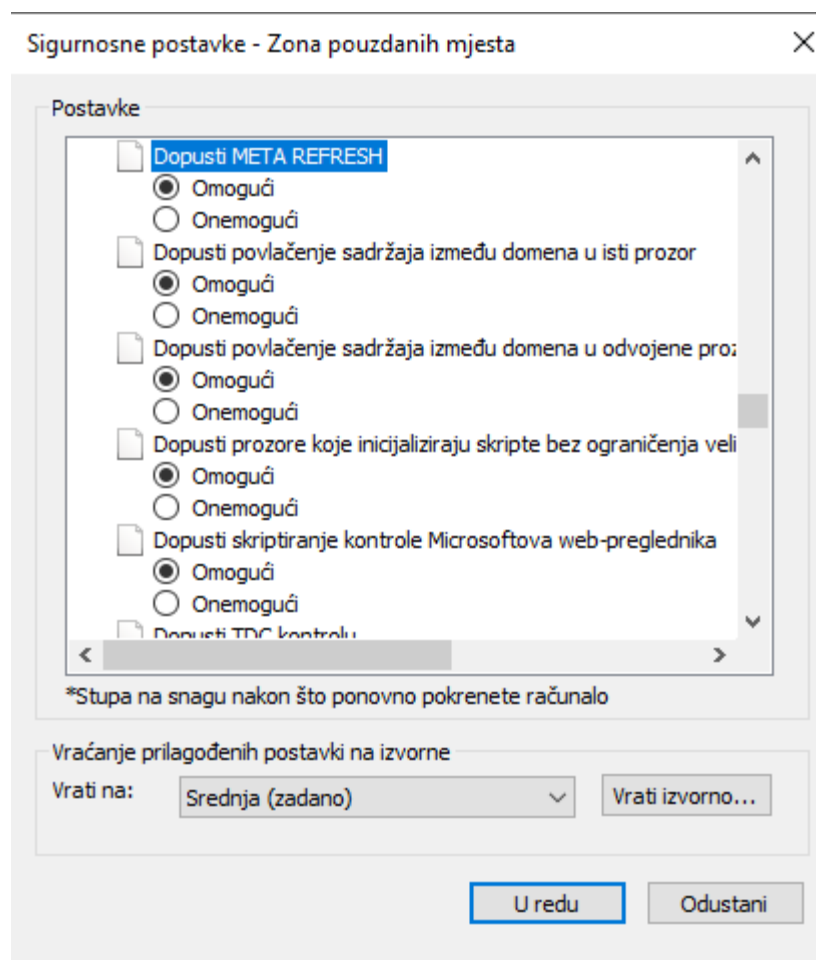 Sigurnosne postavke - Zona pouzdanih mjesta
Postavke
Dopusti META REFRESH
Omogući
Onemogući
Dopusti povlačenje sadržaja između domena u isti prozor
Omogući
Onemogući
Dopusti povlačenje sadržaja između domena u odvojene proz
Omogući
Onemogući
Dopusti prozore koje inicijaliziraju skripte bez ograničenja veli
Omogući
Onemogući
Dopusti skriptiranje kontrole Microsoftova web-preglednika
Omogući
Onemogući
Dopusti TDC kontrolu
*Stupa na snagu nakon što ponovno pokrenete računalo
Vraćanje prilagođenih postavki na izvorne
Vrati na:
Srednja (zadano)
Vrati izvorno...
U redu
Odustani